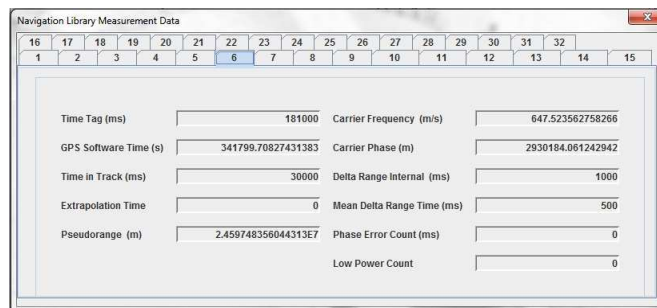 Navigation Library Measurement Data
16 17 18 19 20 21 22 23 24 25 26 27 28 29 30 31 32
1 2 3 4 5 6 7 8 9 10 11 12 13 14 15
Time Tag (ms) 181000 Carrier Frequency (m/s) 647.523562758266
GPS Software Time (s) 341799.70827431383 Carrier Phase (m) 2930184.061242942
Time in Track (ms) 30000 Delta Range Internal (ms) 1000
Extrapolation Time 0 Mean Delta Range Time (ms) 500
Pseudorange (m) 2.459748356044313E7 Phase Error Count (ms) 0
Low Power Count 0